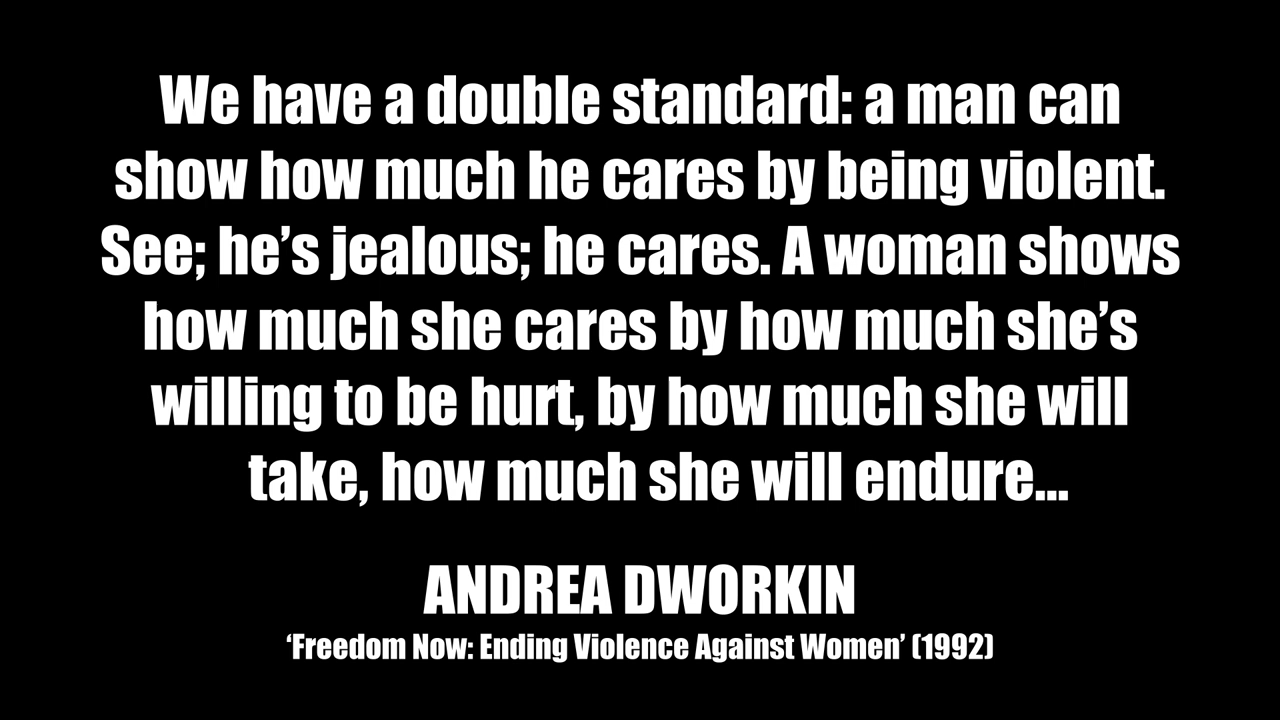 We have a double standard: a man can
show how much he cares by being violent.
See; he’s jealous; he cares. A woman shows
how much she cares by how much she’s
willing to be hurt, by how much she will
take, how much she will endure...
ANDREA DWORKIN
‘Freedom Now: Ending Violence Against Women’ (1992)